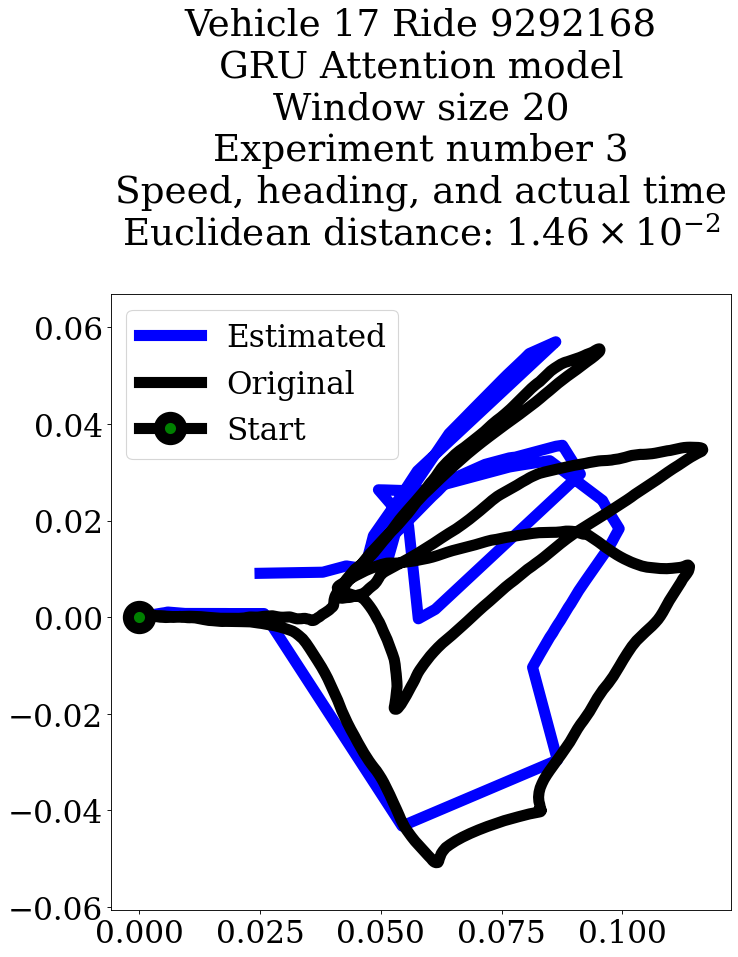 Vehicle 17 Ride 9292168
GRU Attention model
Window size 20
Experiment number 3
Speed, heading, and actual time
Euclidean distance: 1.46 × 10⁻²
Estimated
Original
Start
0.06
0.04
0.02
0.00
−0.02
−0.04
−0.06
0.000 0.025 0.050 0.075 0.100